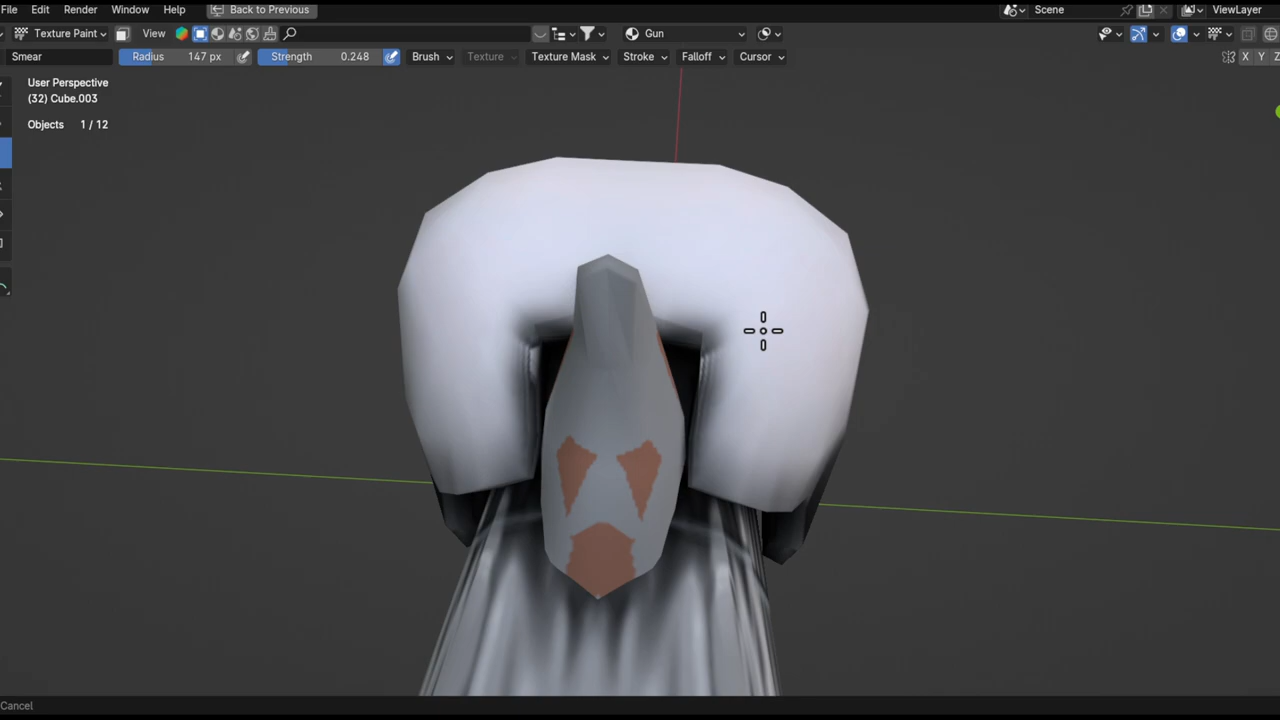 File Edit Render Window Help Back to Previous Scene ViewLayer
Texture Paint View Gun
Smear Radius 147 px Strength 0.248 Brush Texture Texture Mask Stroke Falloff Cursor X Y Z
User Perspective
(32) Cube.003
Objects 1 / 12
Cancel